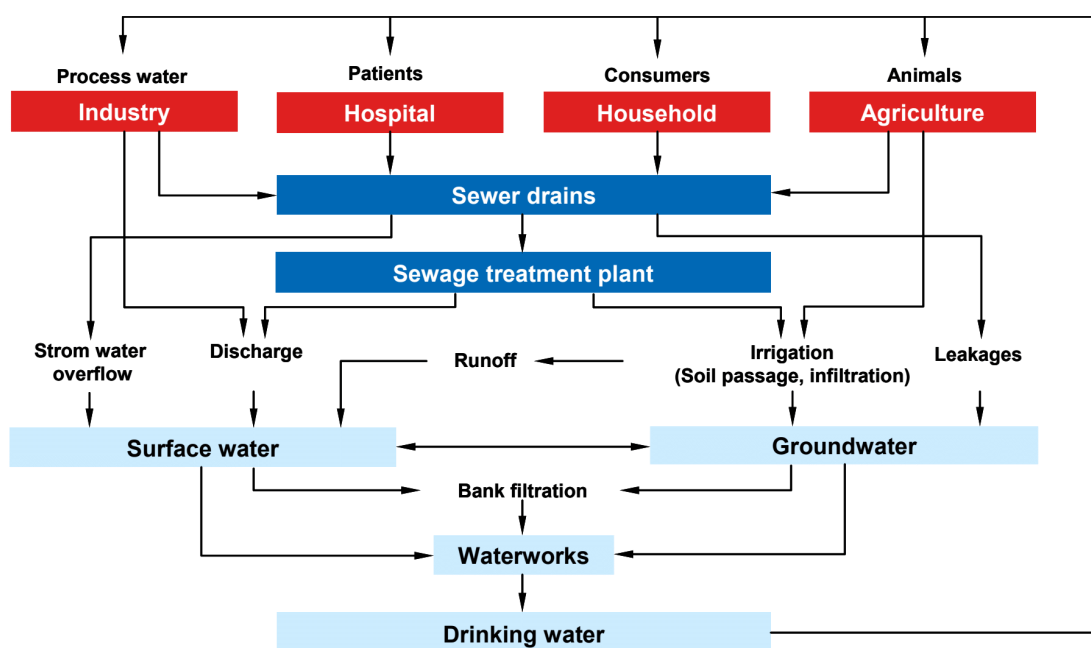 Process water
Patients
Consumers
Animals
Industry
Hospital
Household
Agriculture
Sewer drains
Sewage treatment plant
Strom water
overflow
Discharge
Runoff
Irrigation
(Soil passage, infiltration)
Leakages
Surface water
Groundwater
Bank filtration
Waterworks
Drinking water